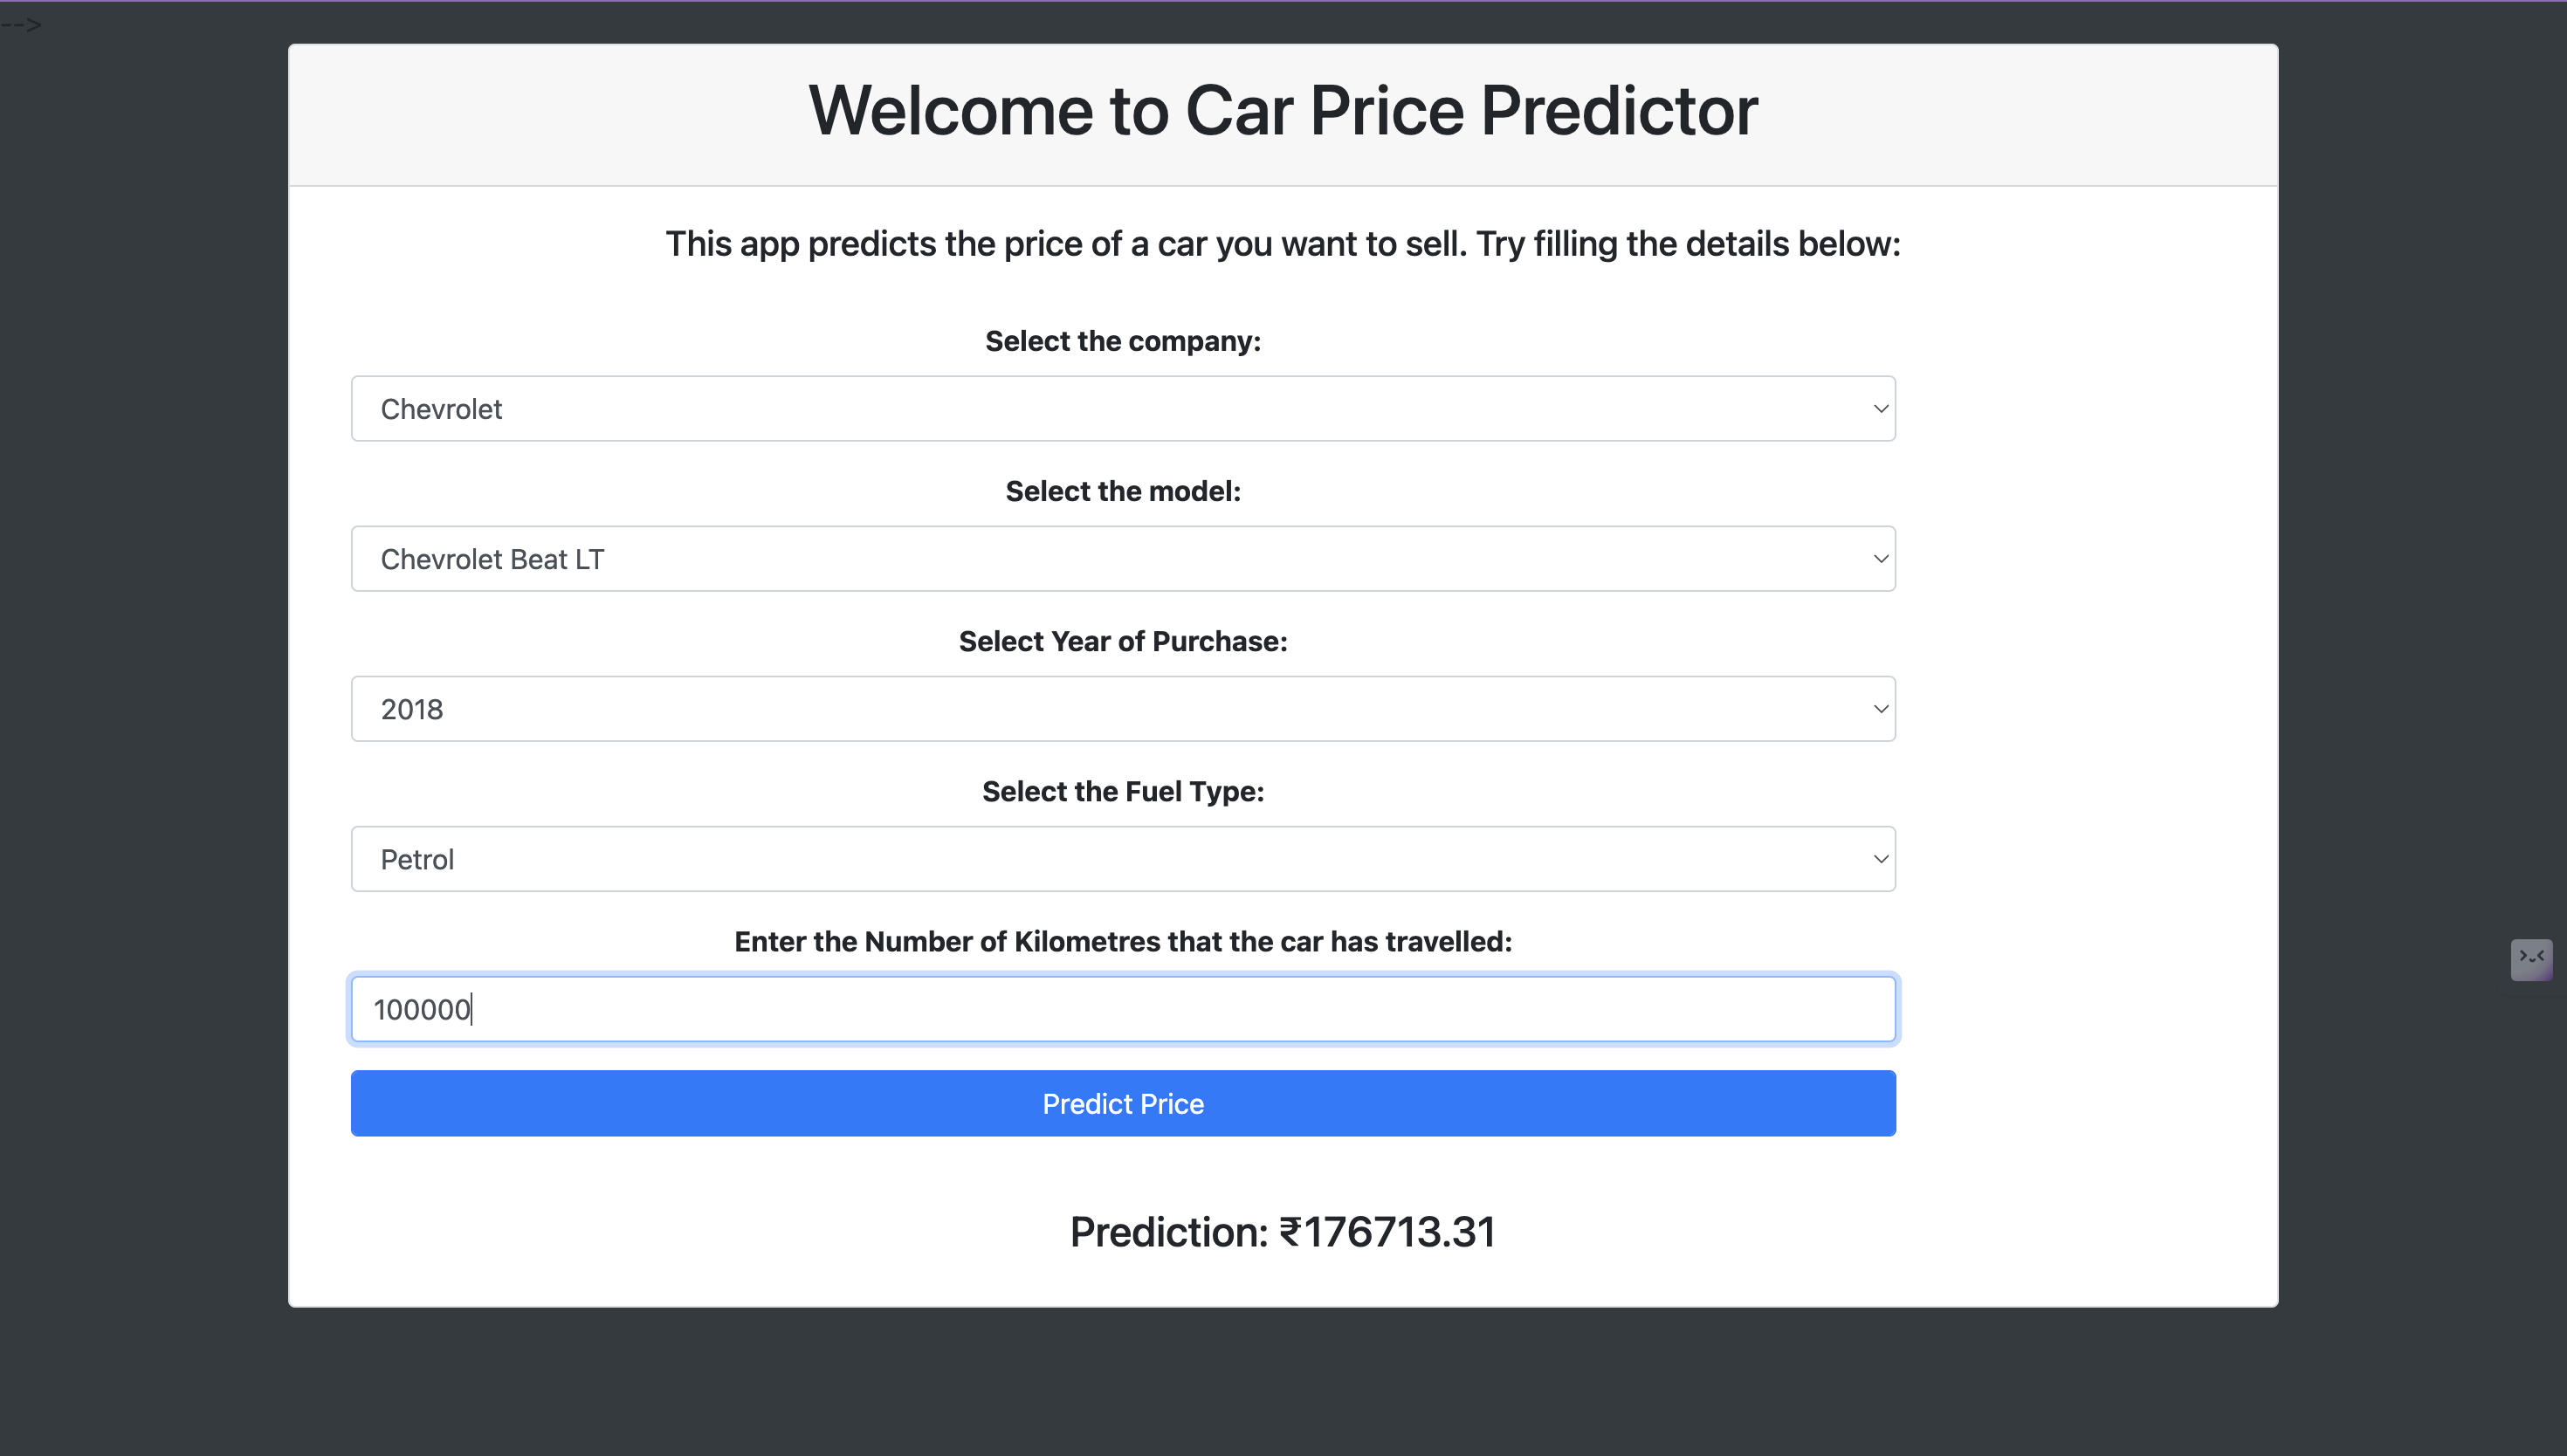 -->
Welcome to Car Price Predictor
This app predicts the price of a car you want to sell. Try filling the details below:
Select the company:
Chevrolet
Select the model:
Chevrolet Beat LT
Select Year of Purchase:
2018
Select the Fuel Type:
Petrol
Enter the Number of Kilometres that the car has travelled:
100000
Predict Price
Prediction: ₹176713.31